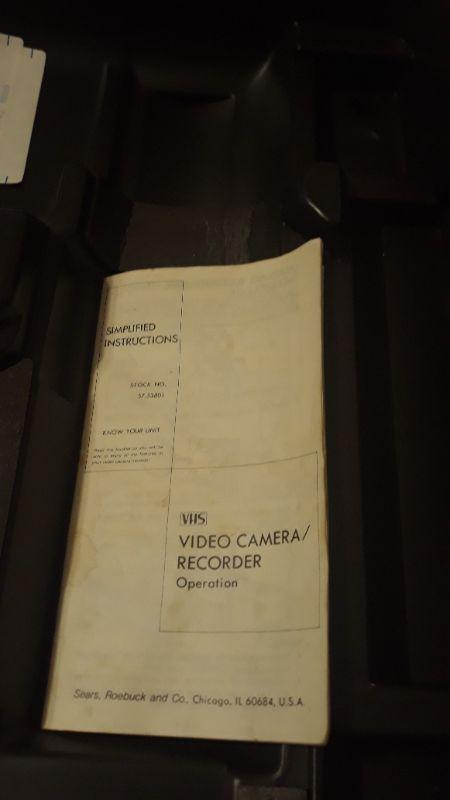 SIMPLIFIED
INSTRUCTIONS
STOCK NO.
KNOW YOUR UNIT
VHS
VIDEO CAMERA/
RECORDER
Operation
Sears, Roebuck and Co., Chicago, IL 60684, U.S.A.